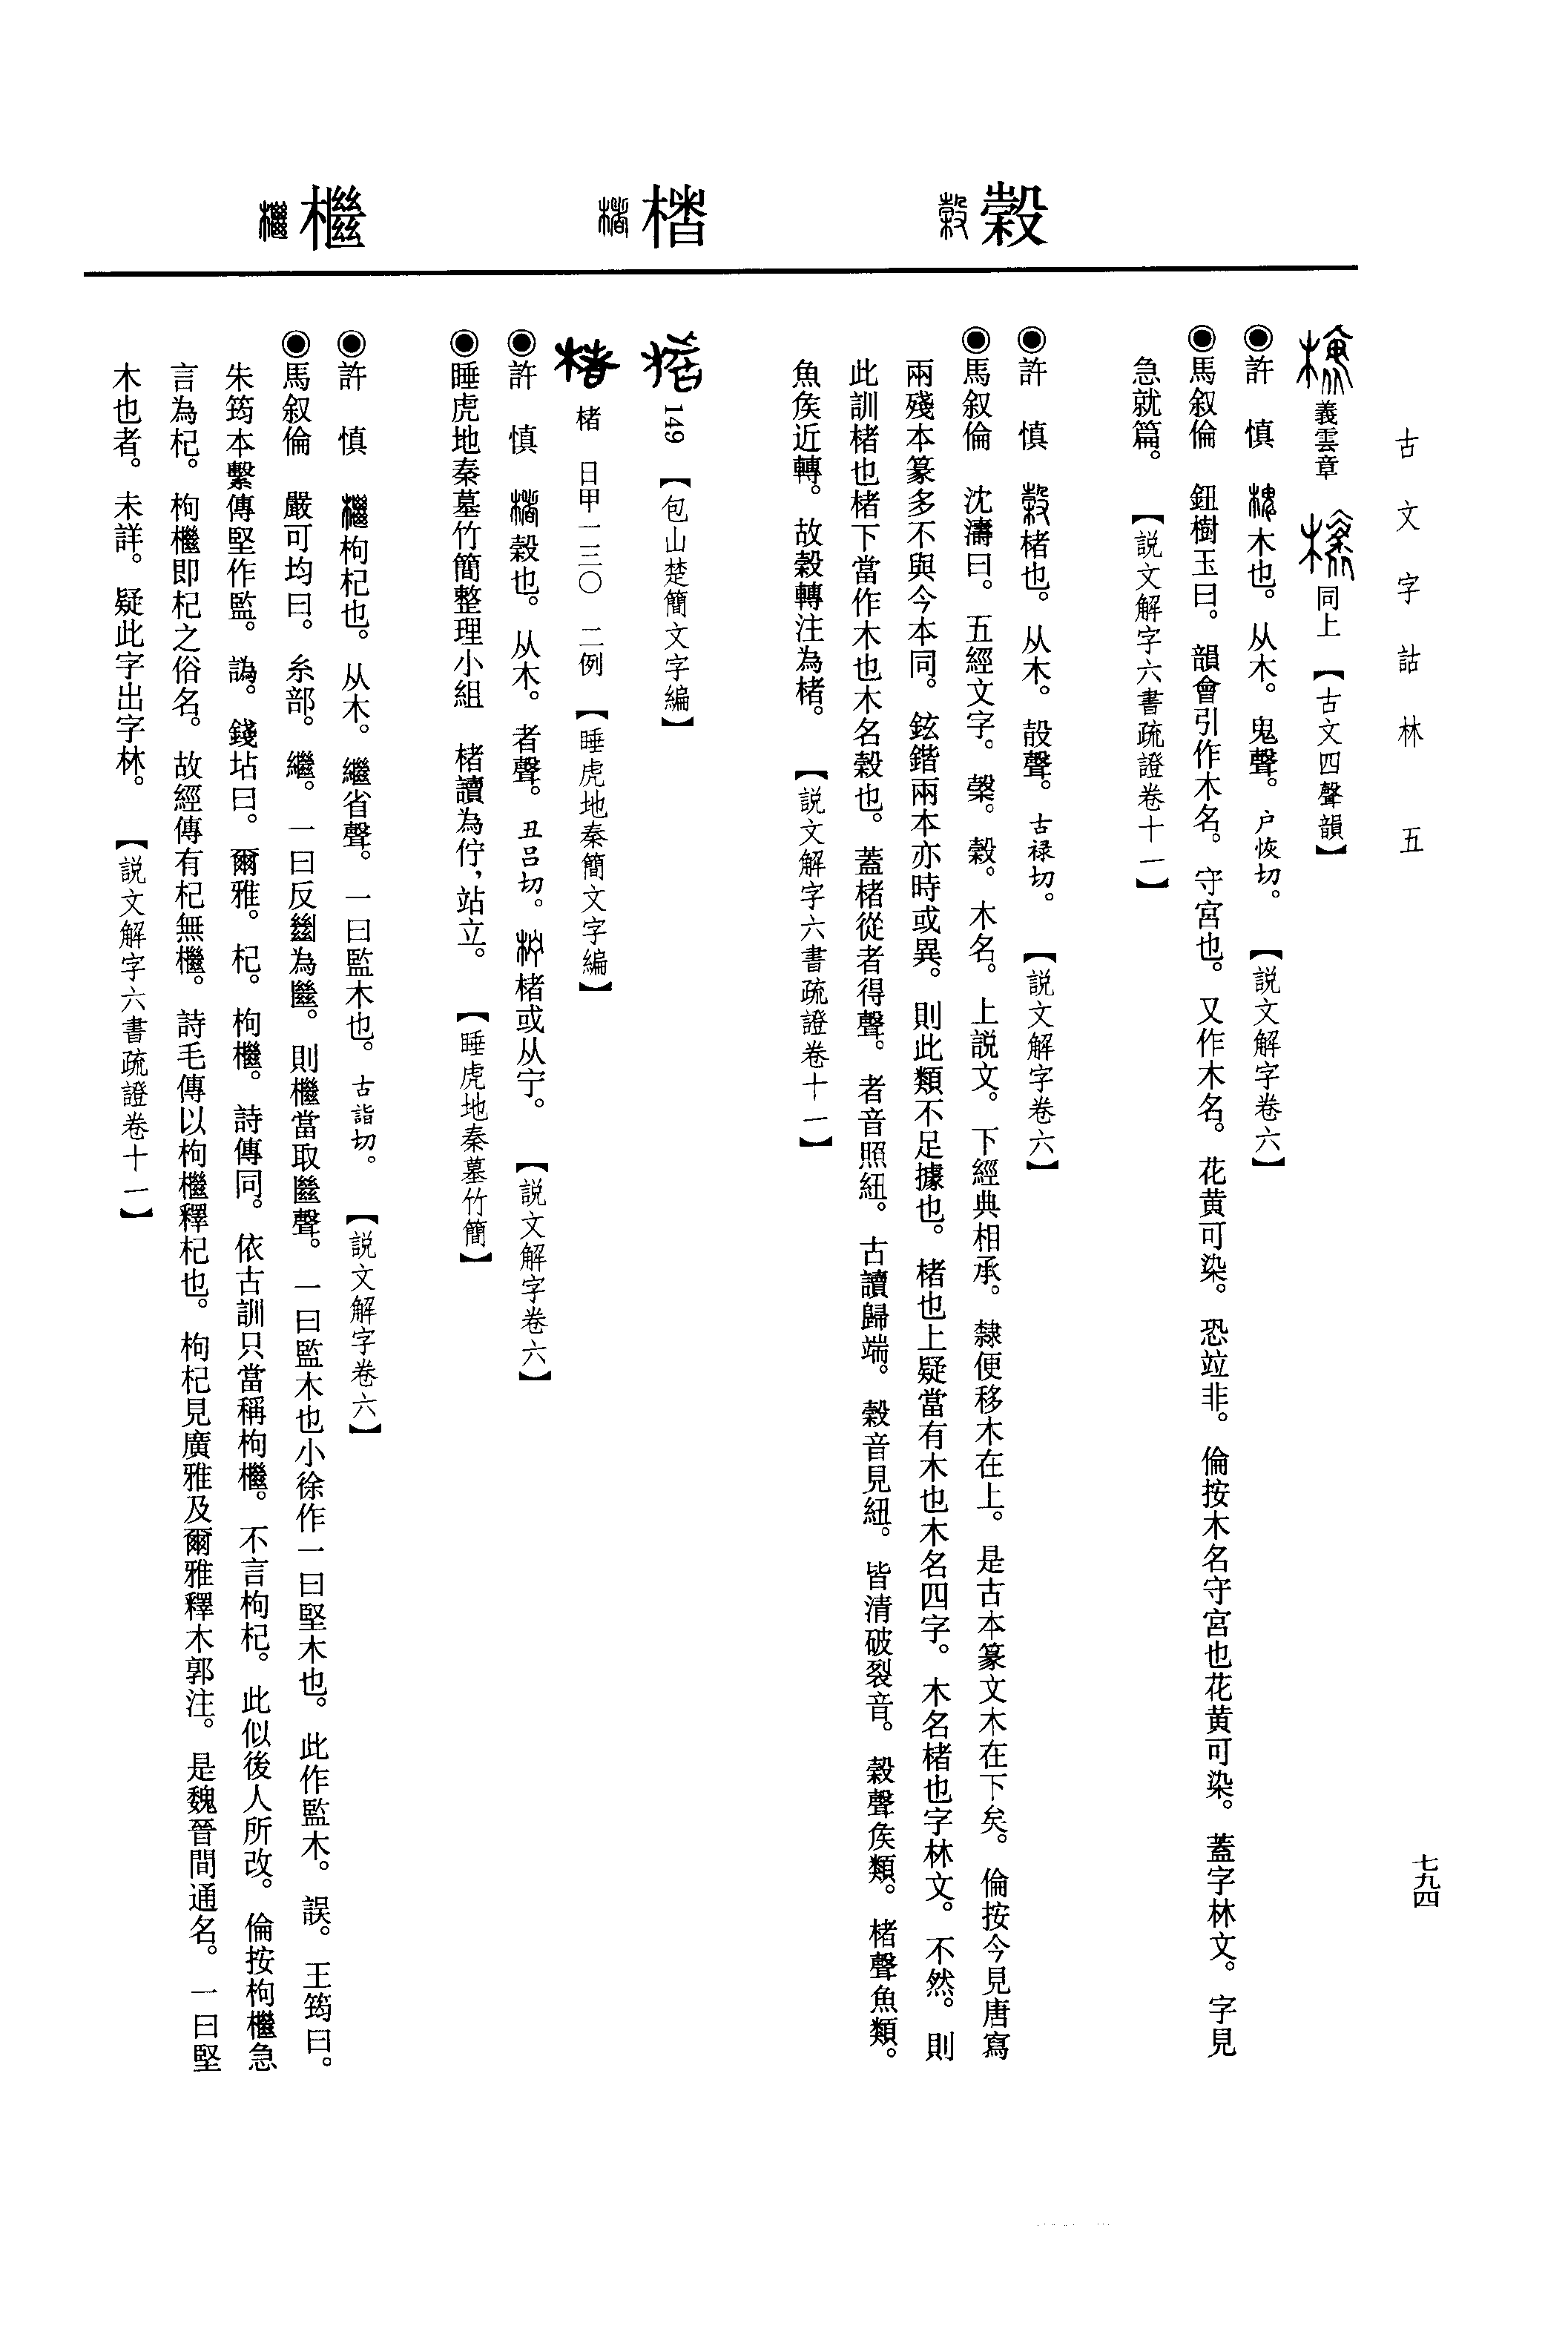 古文字詁林 五
七九四
義雲章 同上 【古文四聲韻】
◉許 慎 槐木也。从木。鬼聲。户恢切。 【説文解字卷六】
◉馬叙倫 鈕樹玉曰。韻會引作木名。守宮也。又作木名。花黄可染。恐竝非。倫按木名守宮也花黄可染。蓋字林文。字見
急就篇。 【説文解字六書疏證卷十一】
榖
◉許 慎 榖楮也。从木。㱿聲。古禄切。 【説文解字卷六】
◉馬叙倫 沈濤曰。五經文字。㯏。榖。木名。上説文。下經典相承。隸便移木在上。是古本篆文木在下矣。倫按今見唐寫
兩殘本篆多不與今本同。鉉鍇兩本亦時或異。則此類不足據也。楮也上疑當有木也木名四字。木名楮也字林文。不然。則
此訓楮也楮下當作木也木名榖也。蓋楮從者得聲。者音照紐。古讀歸端。榖音見紐。皆清破裂音。榖聲矦類。楮聲魚類。
魚矦近轉。故榖轉注為楮。 【説文解字六書疏證卷十一】
楮
149 【包山楚簡文字編】
楮 日甲一三〇 二例 【睡虎地秦簡文字編】
◉許 慎 楮榖也。从木。者聲。丑吕切。柠楮或从宁。 【説文解字卷六】
◉睡虎地秦墓竹簡整理小組 楮讀為佇，站立。 【睡虎地秦墓竹簡】
檵
◉許 慎 檵枸杞也。从木。繼省聲。一曰監木也。古詣切。 【説文解字卷六】
◉馬叙倫 嚴可均曰。糸部。繼。一曰反𢇍為㡭。則檵當取㡭聲。一曰監木也小徐作一曰堅木也。此作監木。誤。王筠曰。
朱筠本繫傳堅作監。譌。錢坫曰。爾雅。杞。枸檵。詩傳同。依古訓只當稱枸檵。不言枸杞。此似後人所改。倫按枸檵急
言為杞。枸檵即杞之俗名。故經傳有杞無檵。詩毛傳以枸檵釋杞也。枸杞見廣雅及爾雅釋木郭注。是魏晉間通名。一曰堅
木也者。未詳。疑此字出字林。 【説文解字六書疏證卷十一】